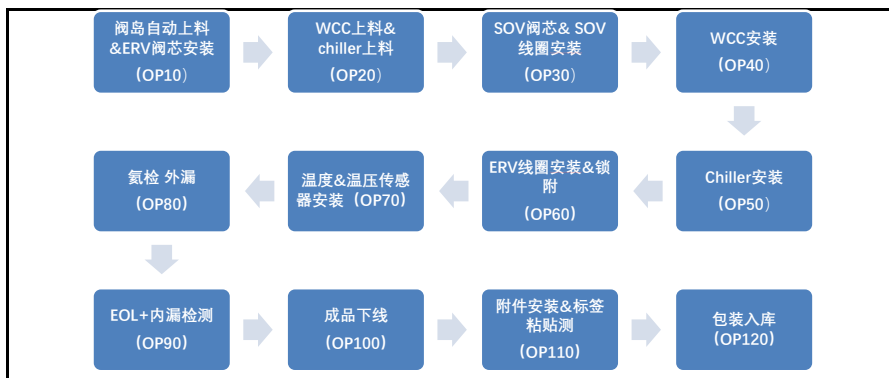 阀岛自动上料
&ERV阀芯安装
（OP10）
WCC上料&
chiller上料
（OP20）
SOV阀芯& SOV
线圈安装
（OP30）
WCC安装
（OP40）
氦检 外漏
（OP80）
温度&温压传感
器安装（OP70）
ERV线圈安装&锁
附
（OP60）
Chiller安装
（OP50）
EOL+内漏检测
（OP90）
成品下线
（OP100）
附件安装&标签
粘贴测
（OP110）
包装入库
（OP120）